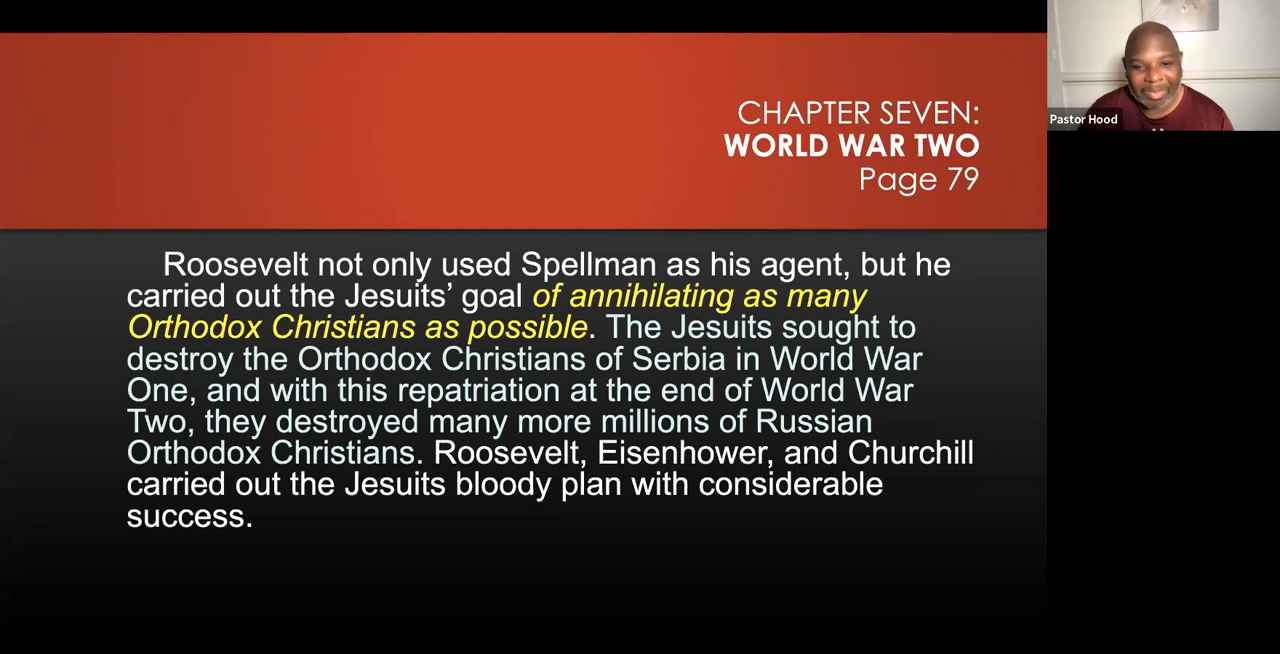 CHAPTER SEVEN:
WORLD WAR TWO
Page 79
Pastor Hood
Roosevelt not only used Spellman as his agent, but he
carried out the Jesuits’ goal of annihilating as many
Orthodox Christians as possible. The Jesuits sought to
destroy the Orthodox Christians of Serbia in World War
One, and with this repatriation at the end of World War
Two, they destroyed many more millions of Russian
Orthodox Christians. Roosevelt, Eisenhower, and Churchill
carried out the Jesuits bloody plan with considerable
success.